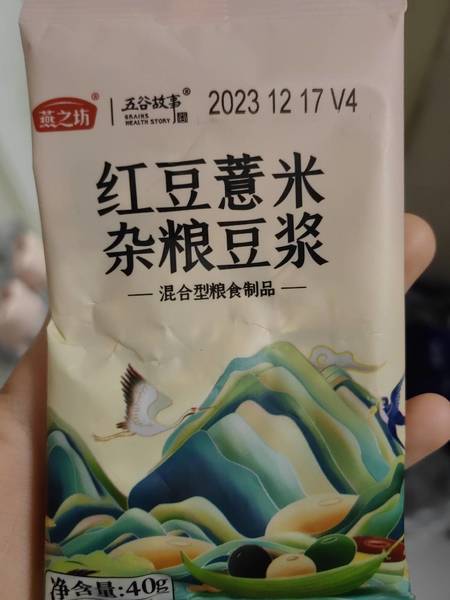 燕之坊® 五谷故事® 2023 12 17 V4
GRAINS
HEALTH STORY
红豆薏米
杂粮豆浆
混合型粮食制品
净含量:40g